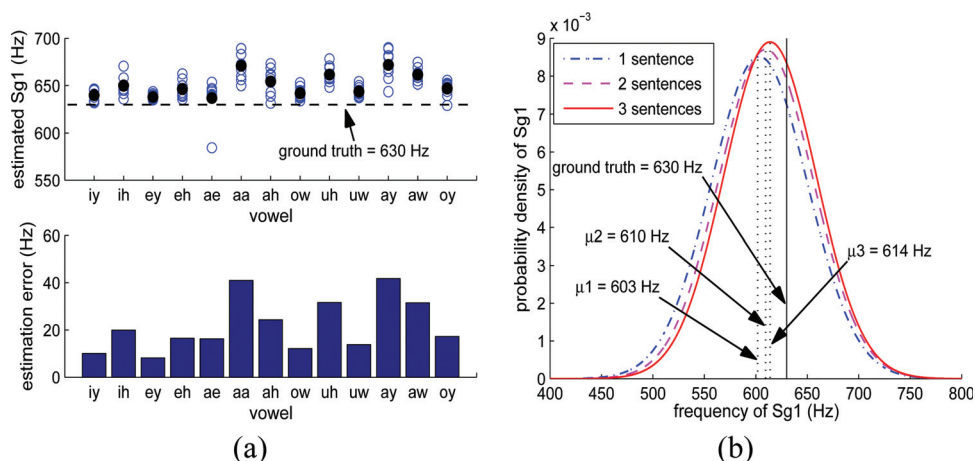 estimated Sg1 (Hz)
700
650
600
550
ground truth = 630 Hz
iy ih ey eh ae aa ah ow uh uw ay aw oy
vowel
estimation error (Hz)
60
40
20
0
iy ih ey eh ae aa ah ow uh uw ay aw oy
vowel
(a)
x 10⁻³
probability density of Sg1
9
8
7
6
5
4
3
2
1
0
1 sentence
2 sentences
3 sentences
ground truth = 630 Hz
μ2 = 610 Hz
μ3 = 614 Hz
μ1 = 603 Hz
400 450 500 550 600 650 700 750 800
frequency of Sg1 (Hz)
(b)